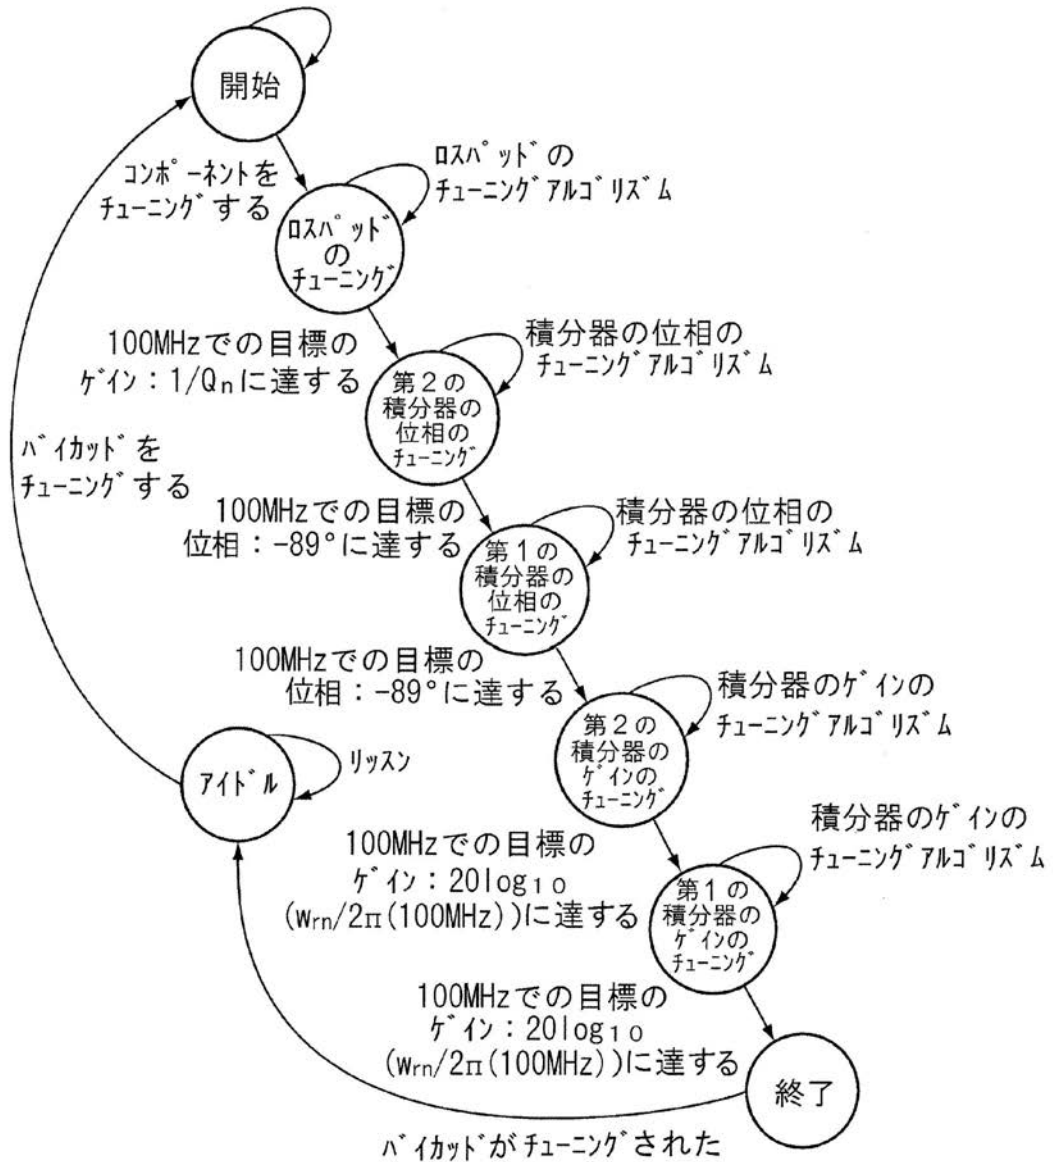 開始
コンポーネントを
チューニングする
ロスパッドの
チューニングアルゴリズム
ロスパッド
の
チューニング
100MHzでの目標の
ゲイン：1/Qnに達する
積分器の位相の
チューニングアルゴリズム
第2の
積分器の
位相の
チューニング
バイカッドを
チューニングする
100MHzでの目標の
位相：-89°に達する
積分器の位相の
チューニングアルゴリズム
第1の
積分器の
位相の
チューニング
100MHzでの目標の
位相：-89°に達する
積分器のゲインの
チューニングアルゴリズム
第2の
積分器の
ゲインの
チューニング
アイドル
リッスン
100MHzでの目標の
ゲイン：20log₁₀
(wrn/2π(100MHz))に達する
積分器のゲインの
チューニングアルゴリズム
第1の
積分器の
ゲインの
チューニング
100MHzでの目標の
ゲイン：20log₁₀
(wrn/2π(100MHz))に達する
終了
バイカッドがチューニングされた